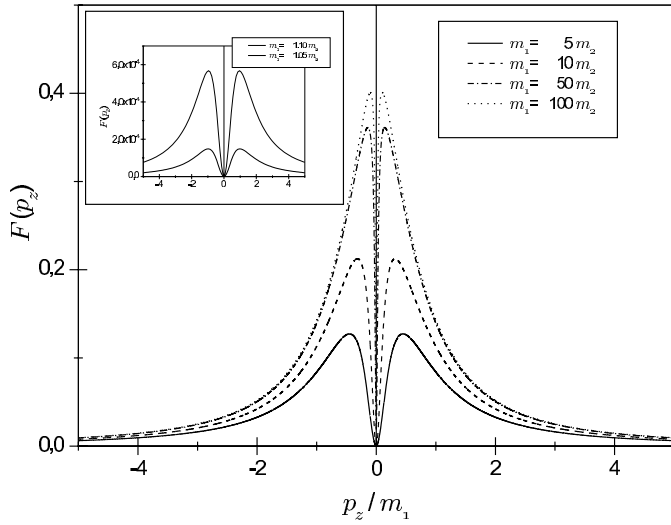 m₁= 1.10 m₂
m₁= 1.05 m₂
6,0x10⁻⁴
4,0x10⁻⁴
2,0x10⁻⁴
0,0
F(p_z)
-4 -2 0 2 4
m₁= 5 m₂
m₁= 10 m₂
m₁= 50 m₂
m₁= 100 m₂
0,4
0,2
0,0
F(p_z)
-4 -2 0 2 4
p_z / m₁